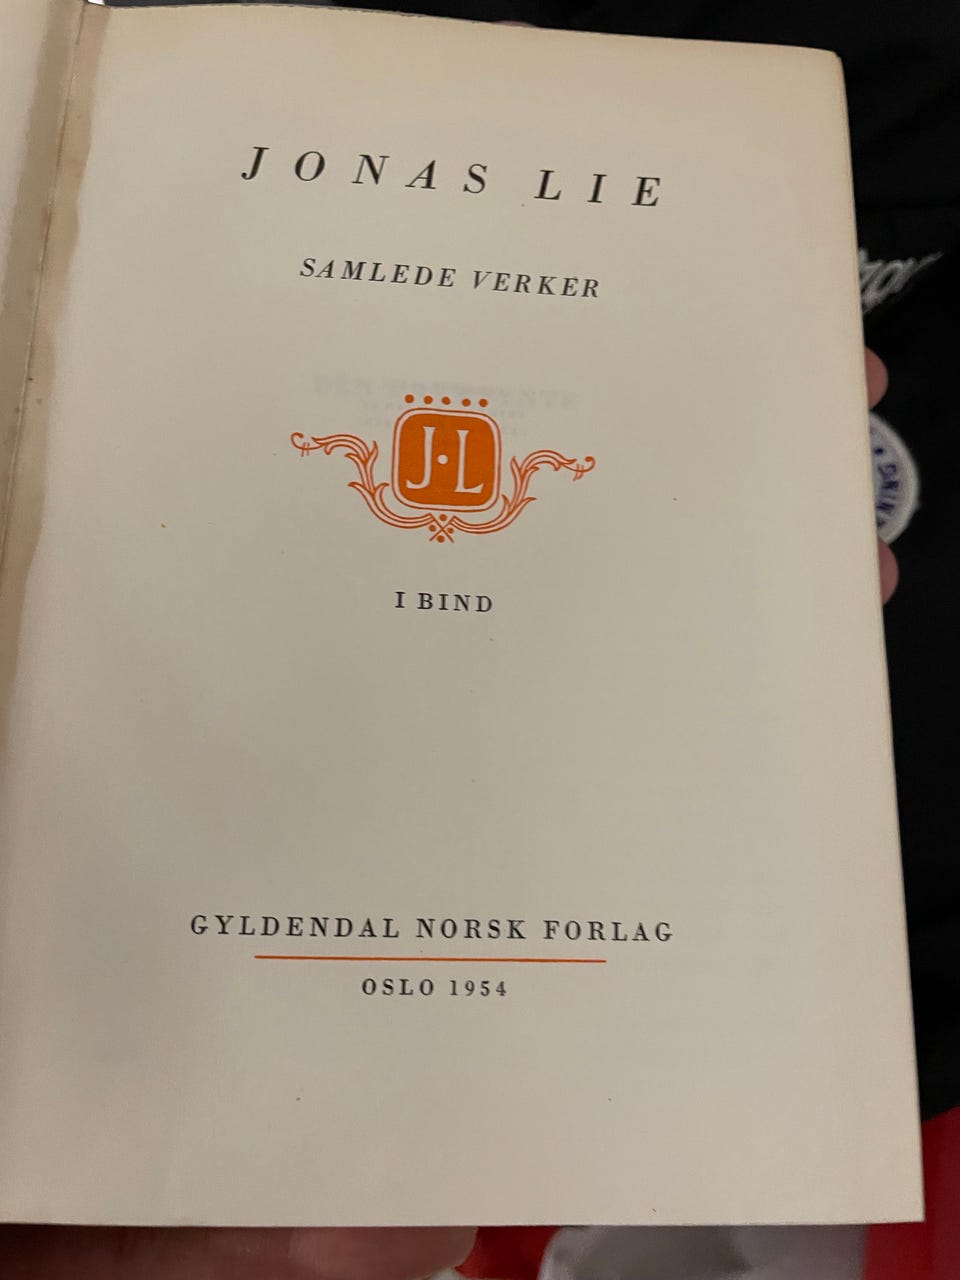 JONAS LIE
SAMLEDE VERKER
J·L
I BIND
GYLDENDAL NORSK FORLAG
OSLO 1954